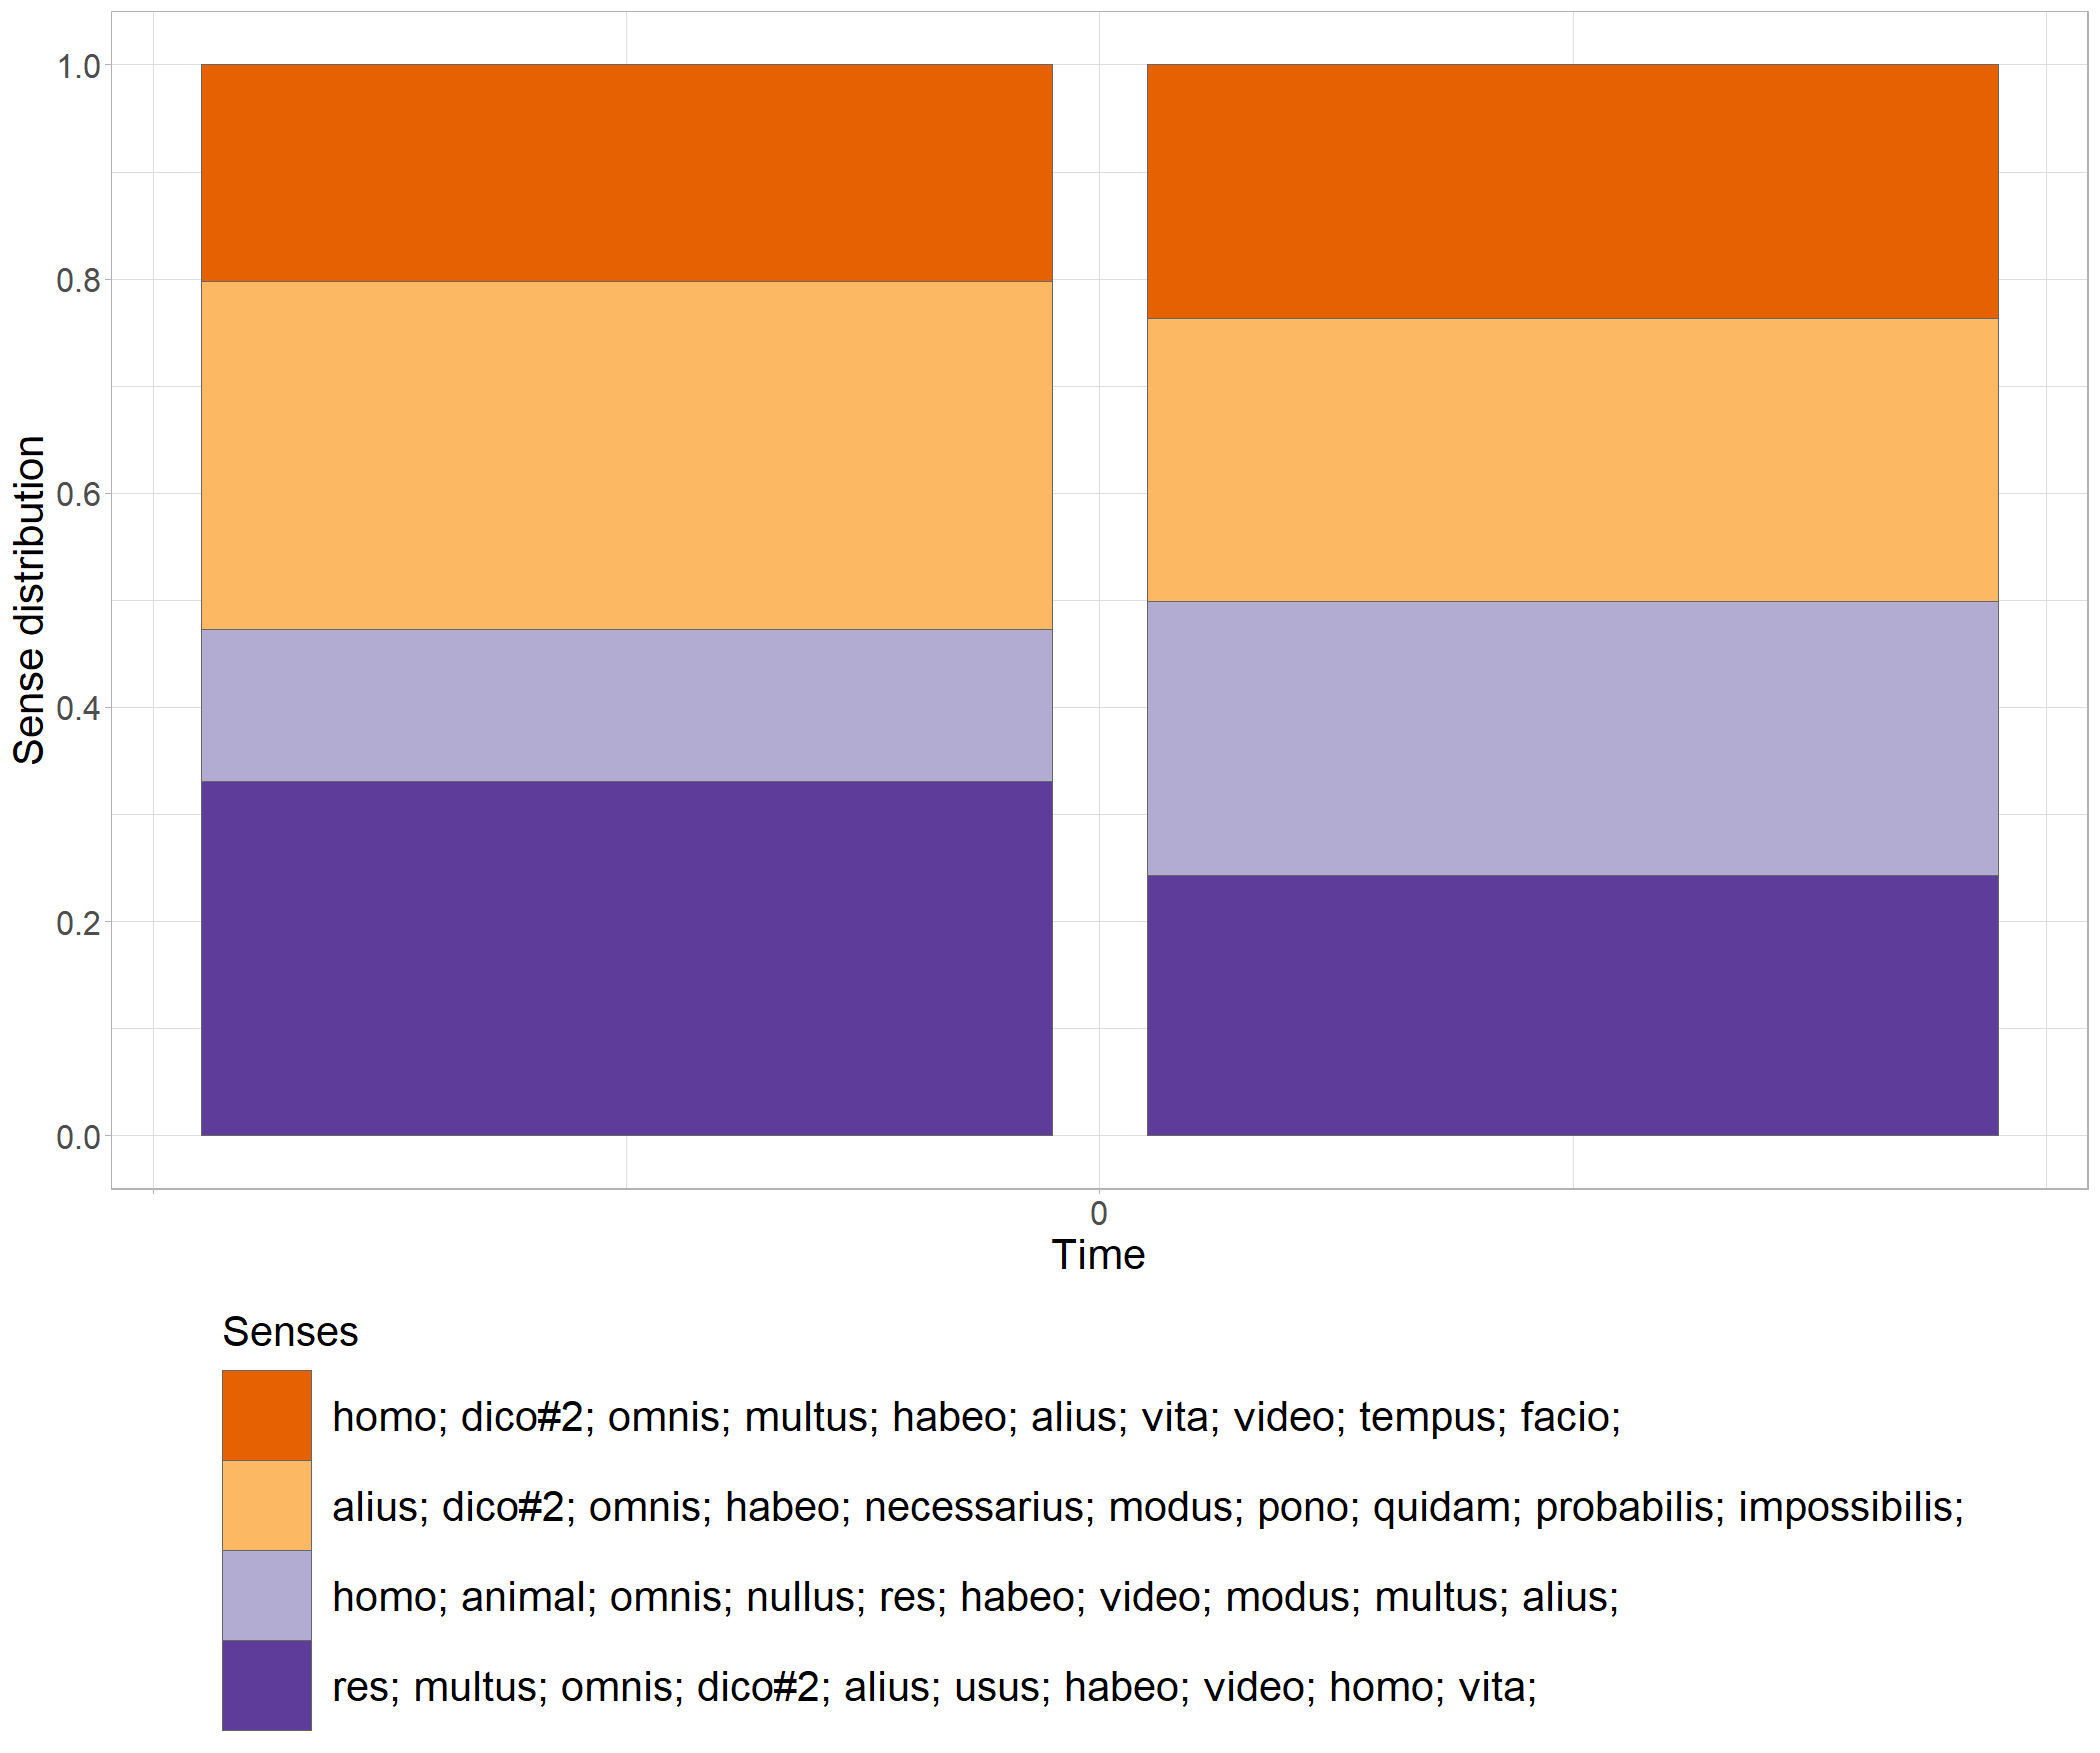 1.0
0.8
0.6
0.4
0.2
0.0
Sense distribution
0
Time
Senses
homo; dico#2; omnis; multus; habeo; alius; vita; video; tempus; facio;
alius; dico#2; omnis; habeo; necessarius; modus; pono; quidam; probabilis; impossibilis;
homo; animal; omnis; nullus; res; habeo; video; modus; multus; alius;
res; multus; omnis; dico#2; alius; usus; habeo; video; homo; vita;